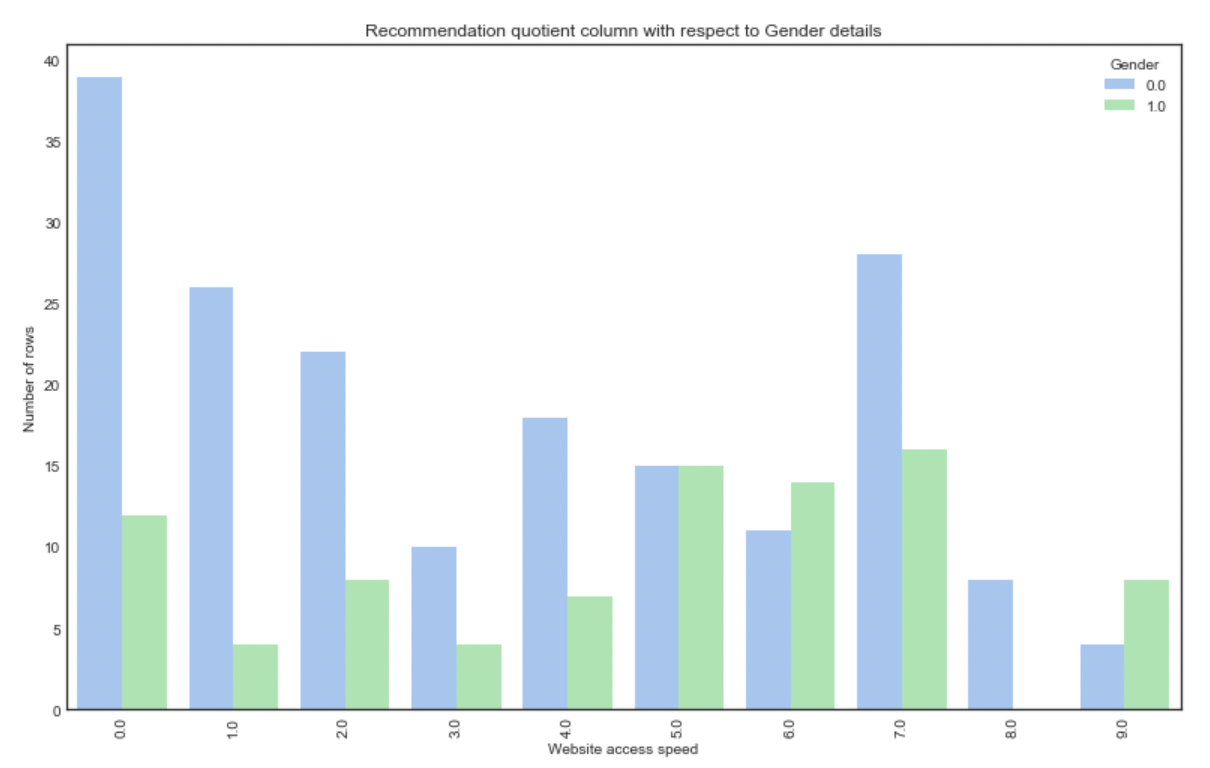 Recommendation quotient column with respect to Gender details
Gender
0.0
1.0
40
35
30
25
20
15
10
5
0
Number of rows
0.0 1.0 2.0 3.0 4.0 5.0 6.0 7.0 8.0 9.0
Website access speed